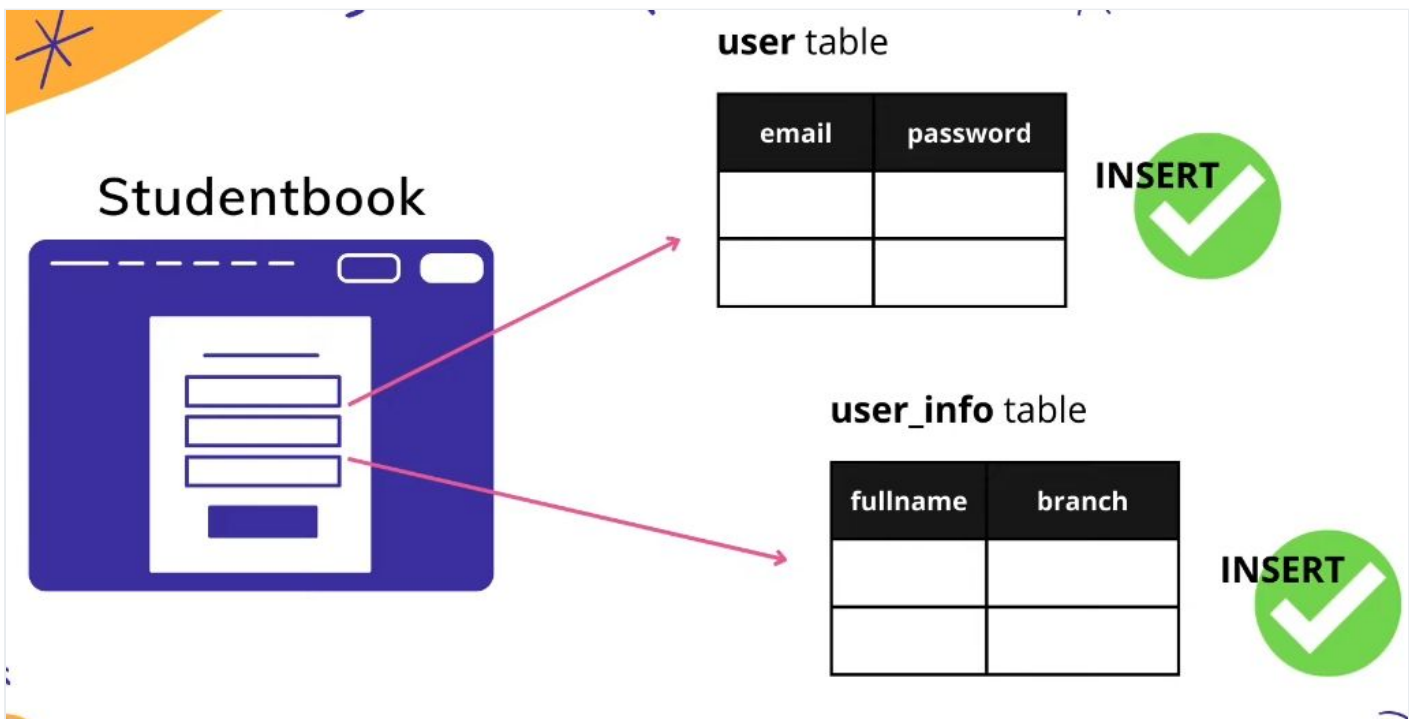 Studentbook
user table
email password
INSERT
user_info table
fullname branch
INSERT